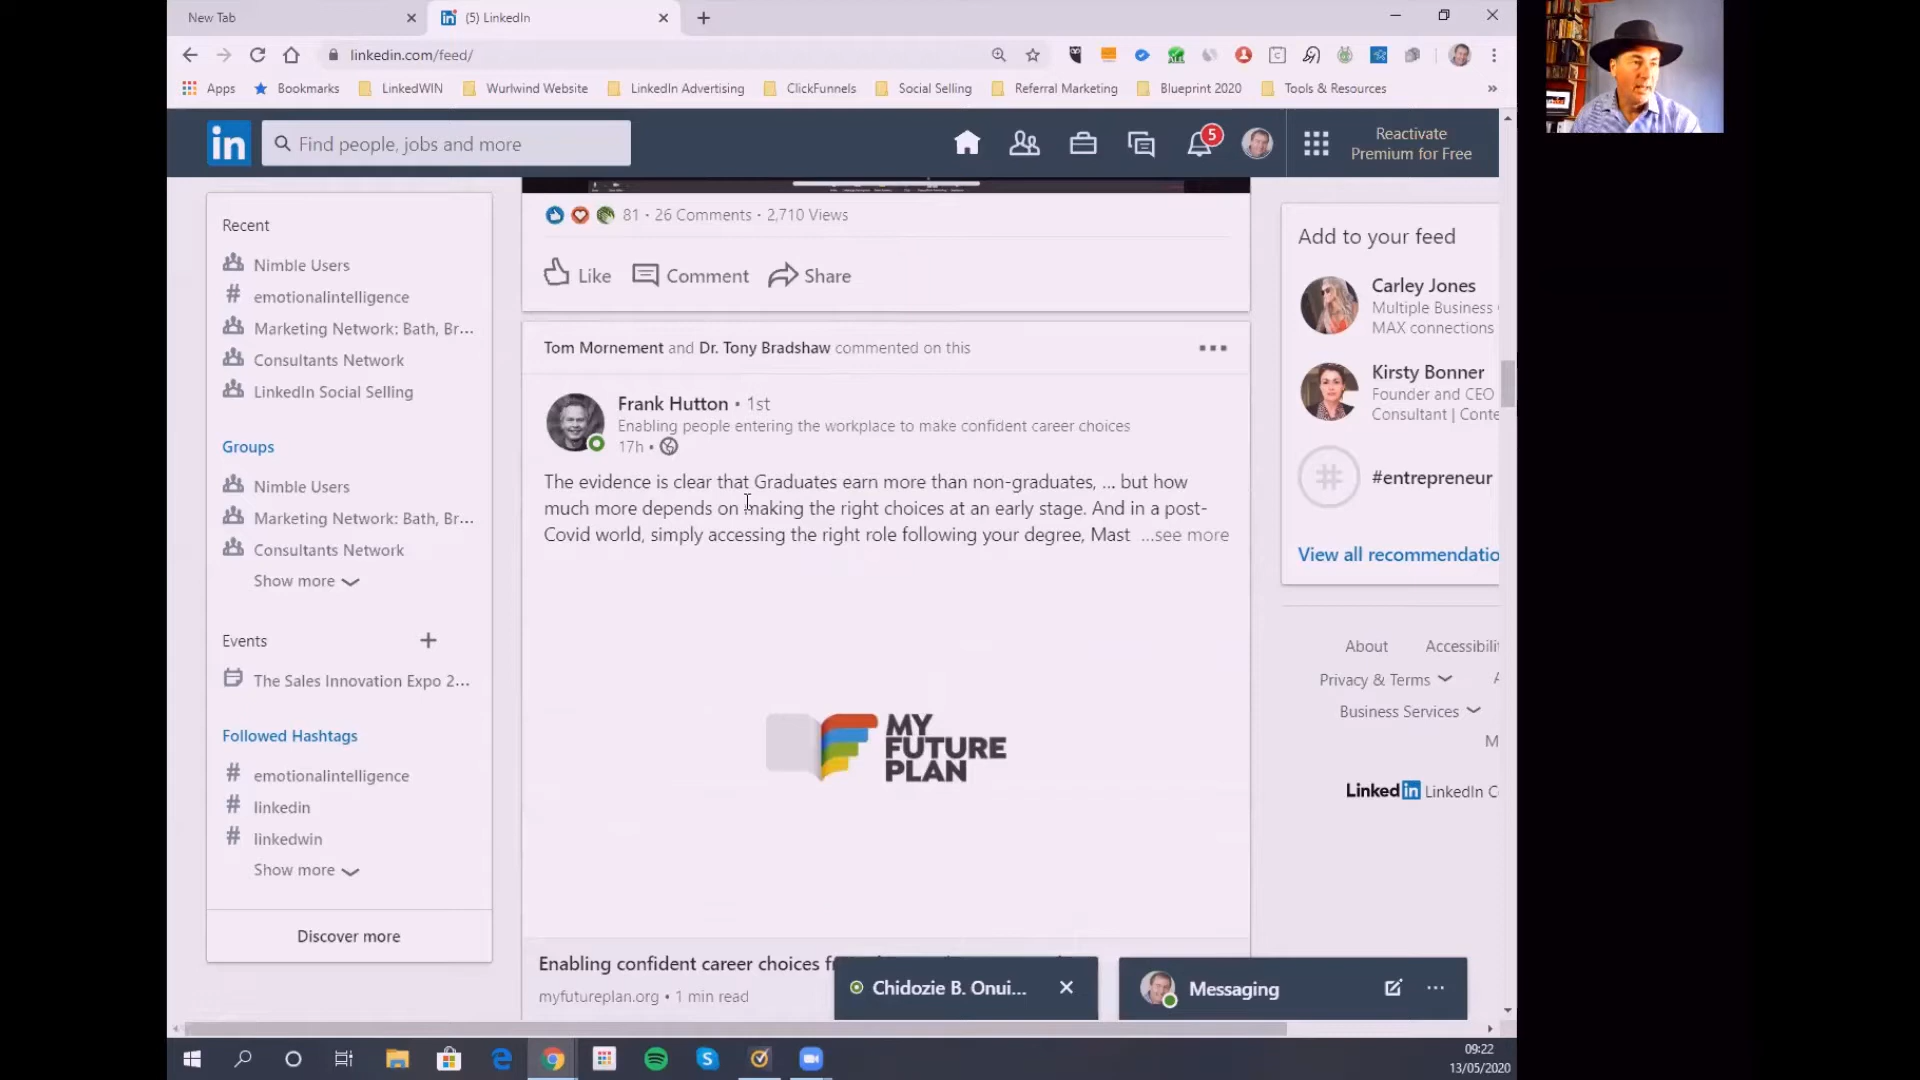 New Tab
(5) LinkedIn
linkedin.com/feed/
Apps
Bookmarks
LinkedWIN
Wurlwind Website
LinkedIn Advertising
ClickFunnels
Social Selling
Referral Marketing
Blueprint 2020
Tools & Resources
»
in
Find people, jobs and more
5
Reactivate
Premium for Free
Recent
Nimble Users
# emotionalintelligence
Marketing Network: Bath, Br...
Consultants Network
LinkedIn Social Selling
Groups
Nimble Users
Marketing Network: Bath, Br...
Consultants Network
Show more
Events +
The Sales Innovation Expo 2...
Followed Hashtags
# emotionalintelligence
# linkedin
# linkedwin
Show more
Discover more
81 · 26 Comments · 2,710 Views
Like Comment Share
Tom Mornement and Dr. Tony Bradshaw commented on this
Frank Hutton • 1st
Enabling people entering the workplace to make confident career choices
17h •
The evidence is clear that Graduates earn more than non-graduates, ... but how
much more depends on making the right choices at an early stage. And in a post-
Covid world, simply accessing the right role following your degree, Mast ...see more
MY
FUTURE
PLAN
Enabling confident career choices
myfutureplan.org • 1 min read
Chidozie B. Onui...
Messaging
Add to your feed
Carley Jones
Multiple Business
MAX connections
Kirsty Bonner
Founder and CEO
Consultant | Conte
#
#entrepreneur
View all recommendatio
About Accessibili
Privacy & Terms
Business Services
M
LinkedIn LinkedIn C
09:22
13/05/2020